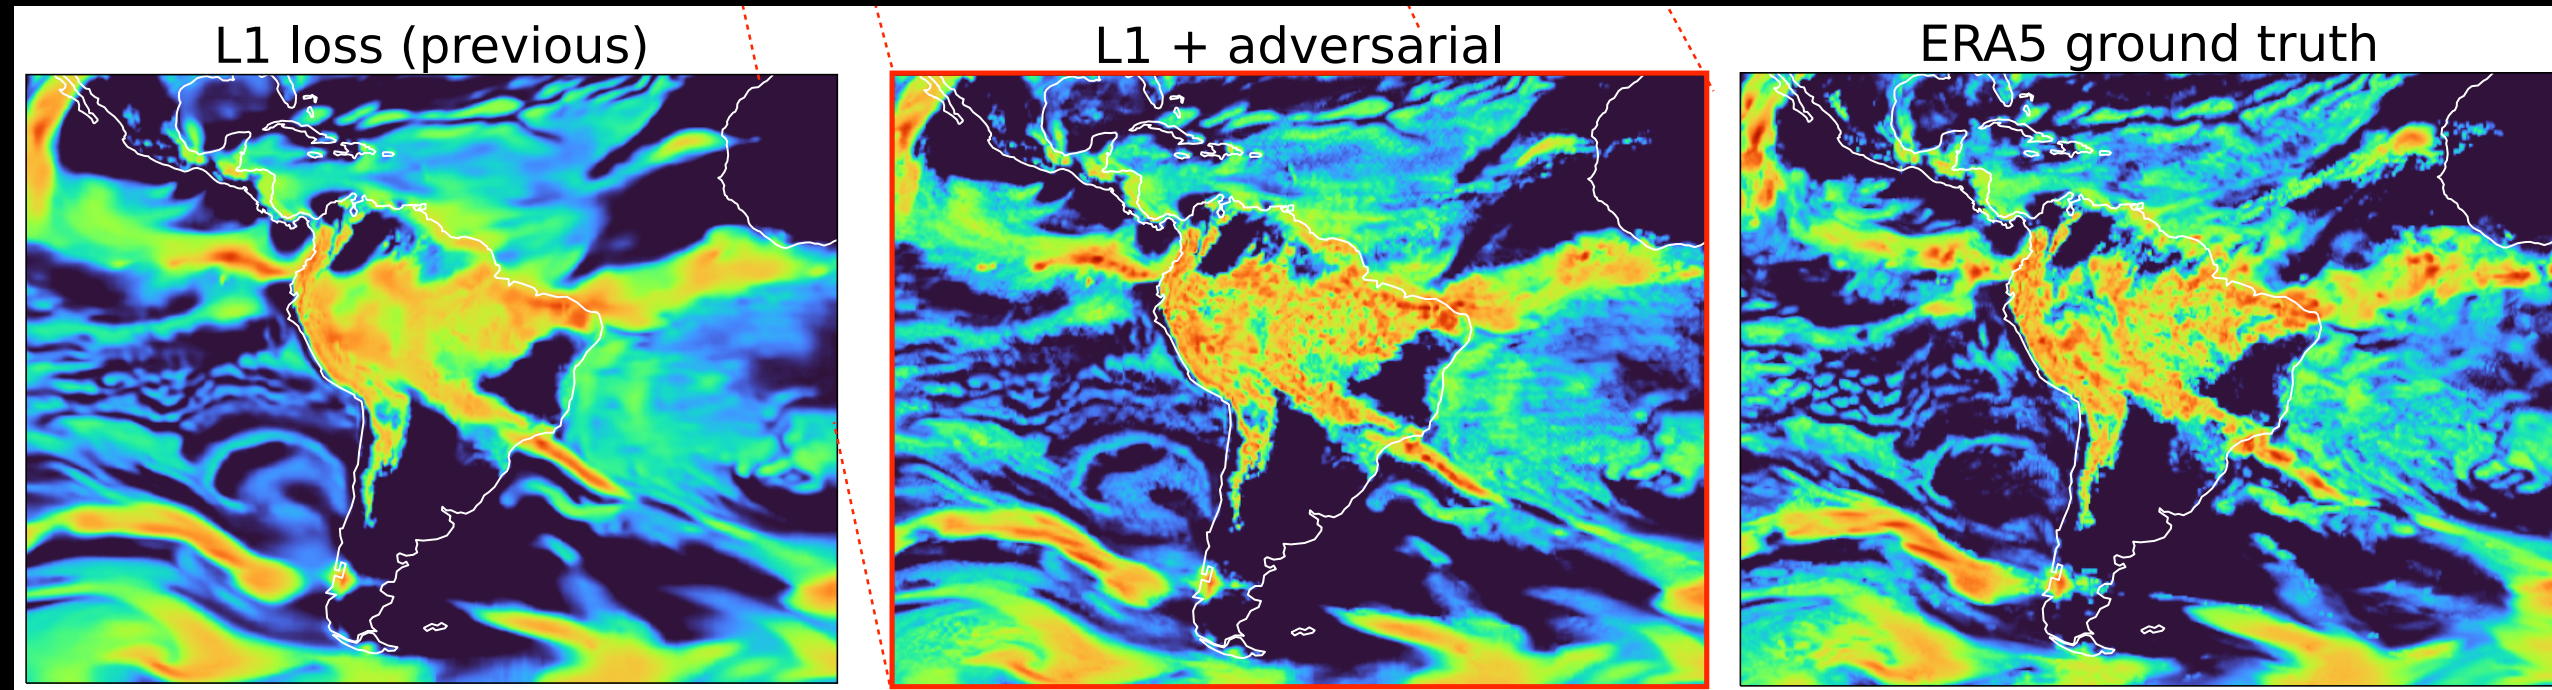 L1 loss (previous)
L1 + adversarial
ERA5 ground truth